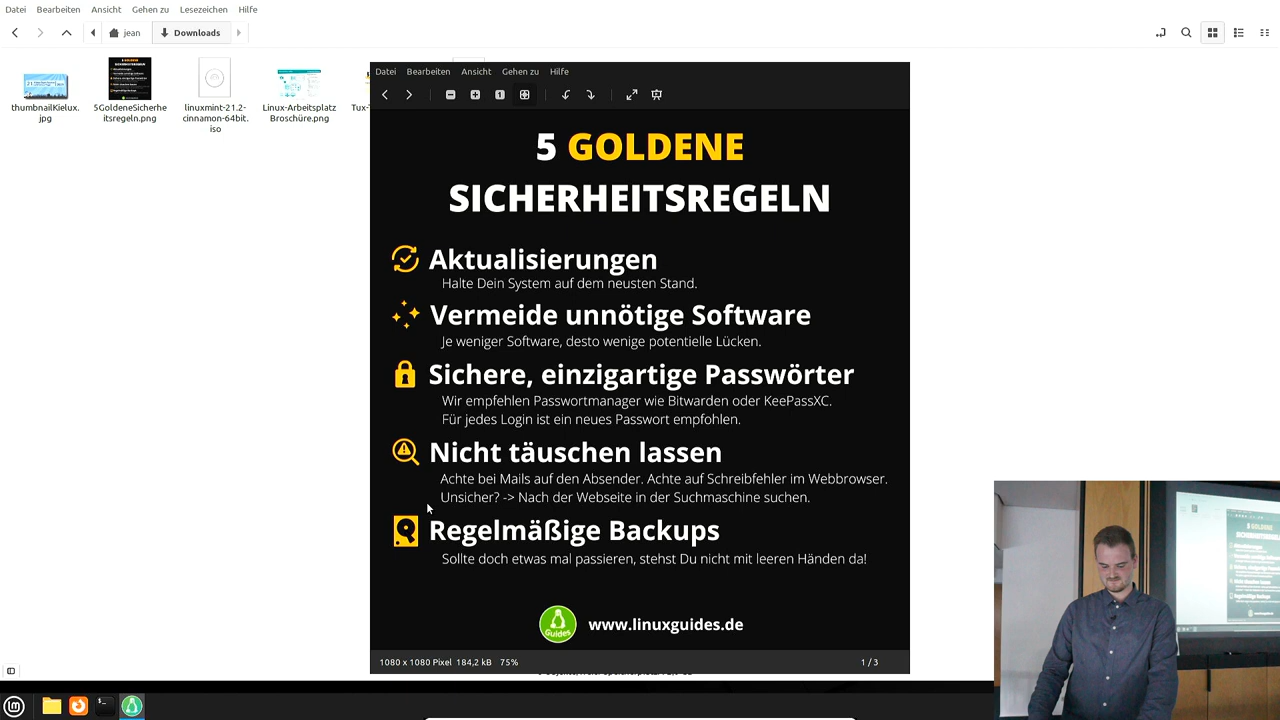 Datei Bearbeiten Ansicht Gehen zu Lesezeichen Hilfe
jean Downloads
thumbnailKielux.
jpg
5GoldeneSicherhe
itsregeln.png
linuxmint-21.2-
cinnamon-64bit.
iso
Linux-Arbeitsplatz
Broschüre.png
Datei Bearbeiten Ansicht Gehen zu Hilfe
5 GOLDENE
SICHERHEITSREGELN
Aktualisierungen
Halte Dein System auf dem neusten Stand.
Vermeide unnötige Software
Je weniger Software, desto wenige potentielle Lücken.
Sichere, einzigartige Passwörter
Wir empfehlen Passwortmanager wie Bitwarden oder KeePassXC.
Für jedes Login ist ein neues Passwort empfohlen.
Nicht täuschen lassen
Achte bei Mails auf den Absender. Achte auf Schreibfehler im Webbrowser.
Unsicher? -> Nach der Webseite in der Suchmaschine suchen.
Regelmäßige Backups
Sollte doch etwas mal passieren, stehst Du nicht mit leeren Händen da!
Guides
www.linuxguides.de
1080 x 1080 Pixel 184,2 kB 75% 1 / 3